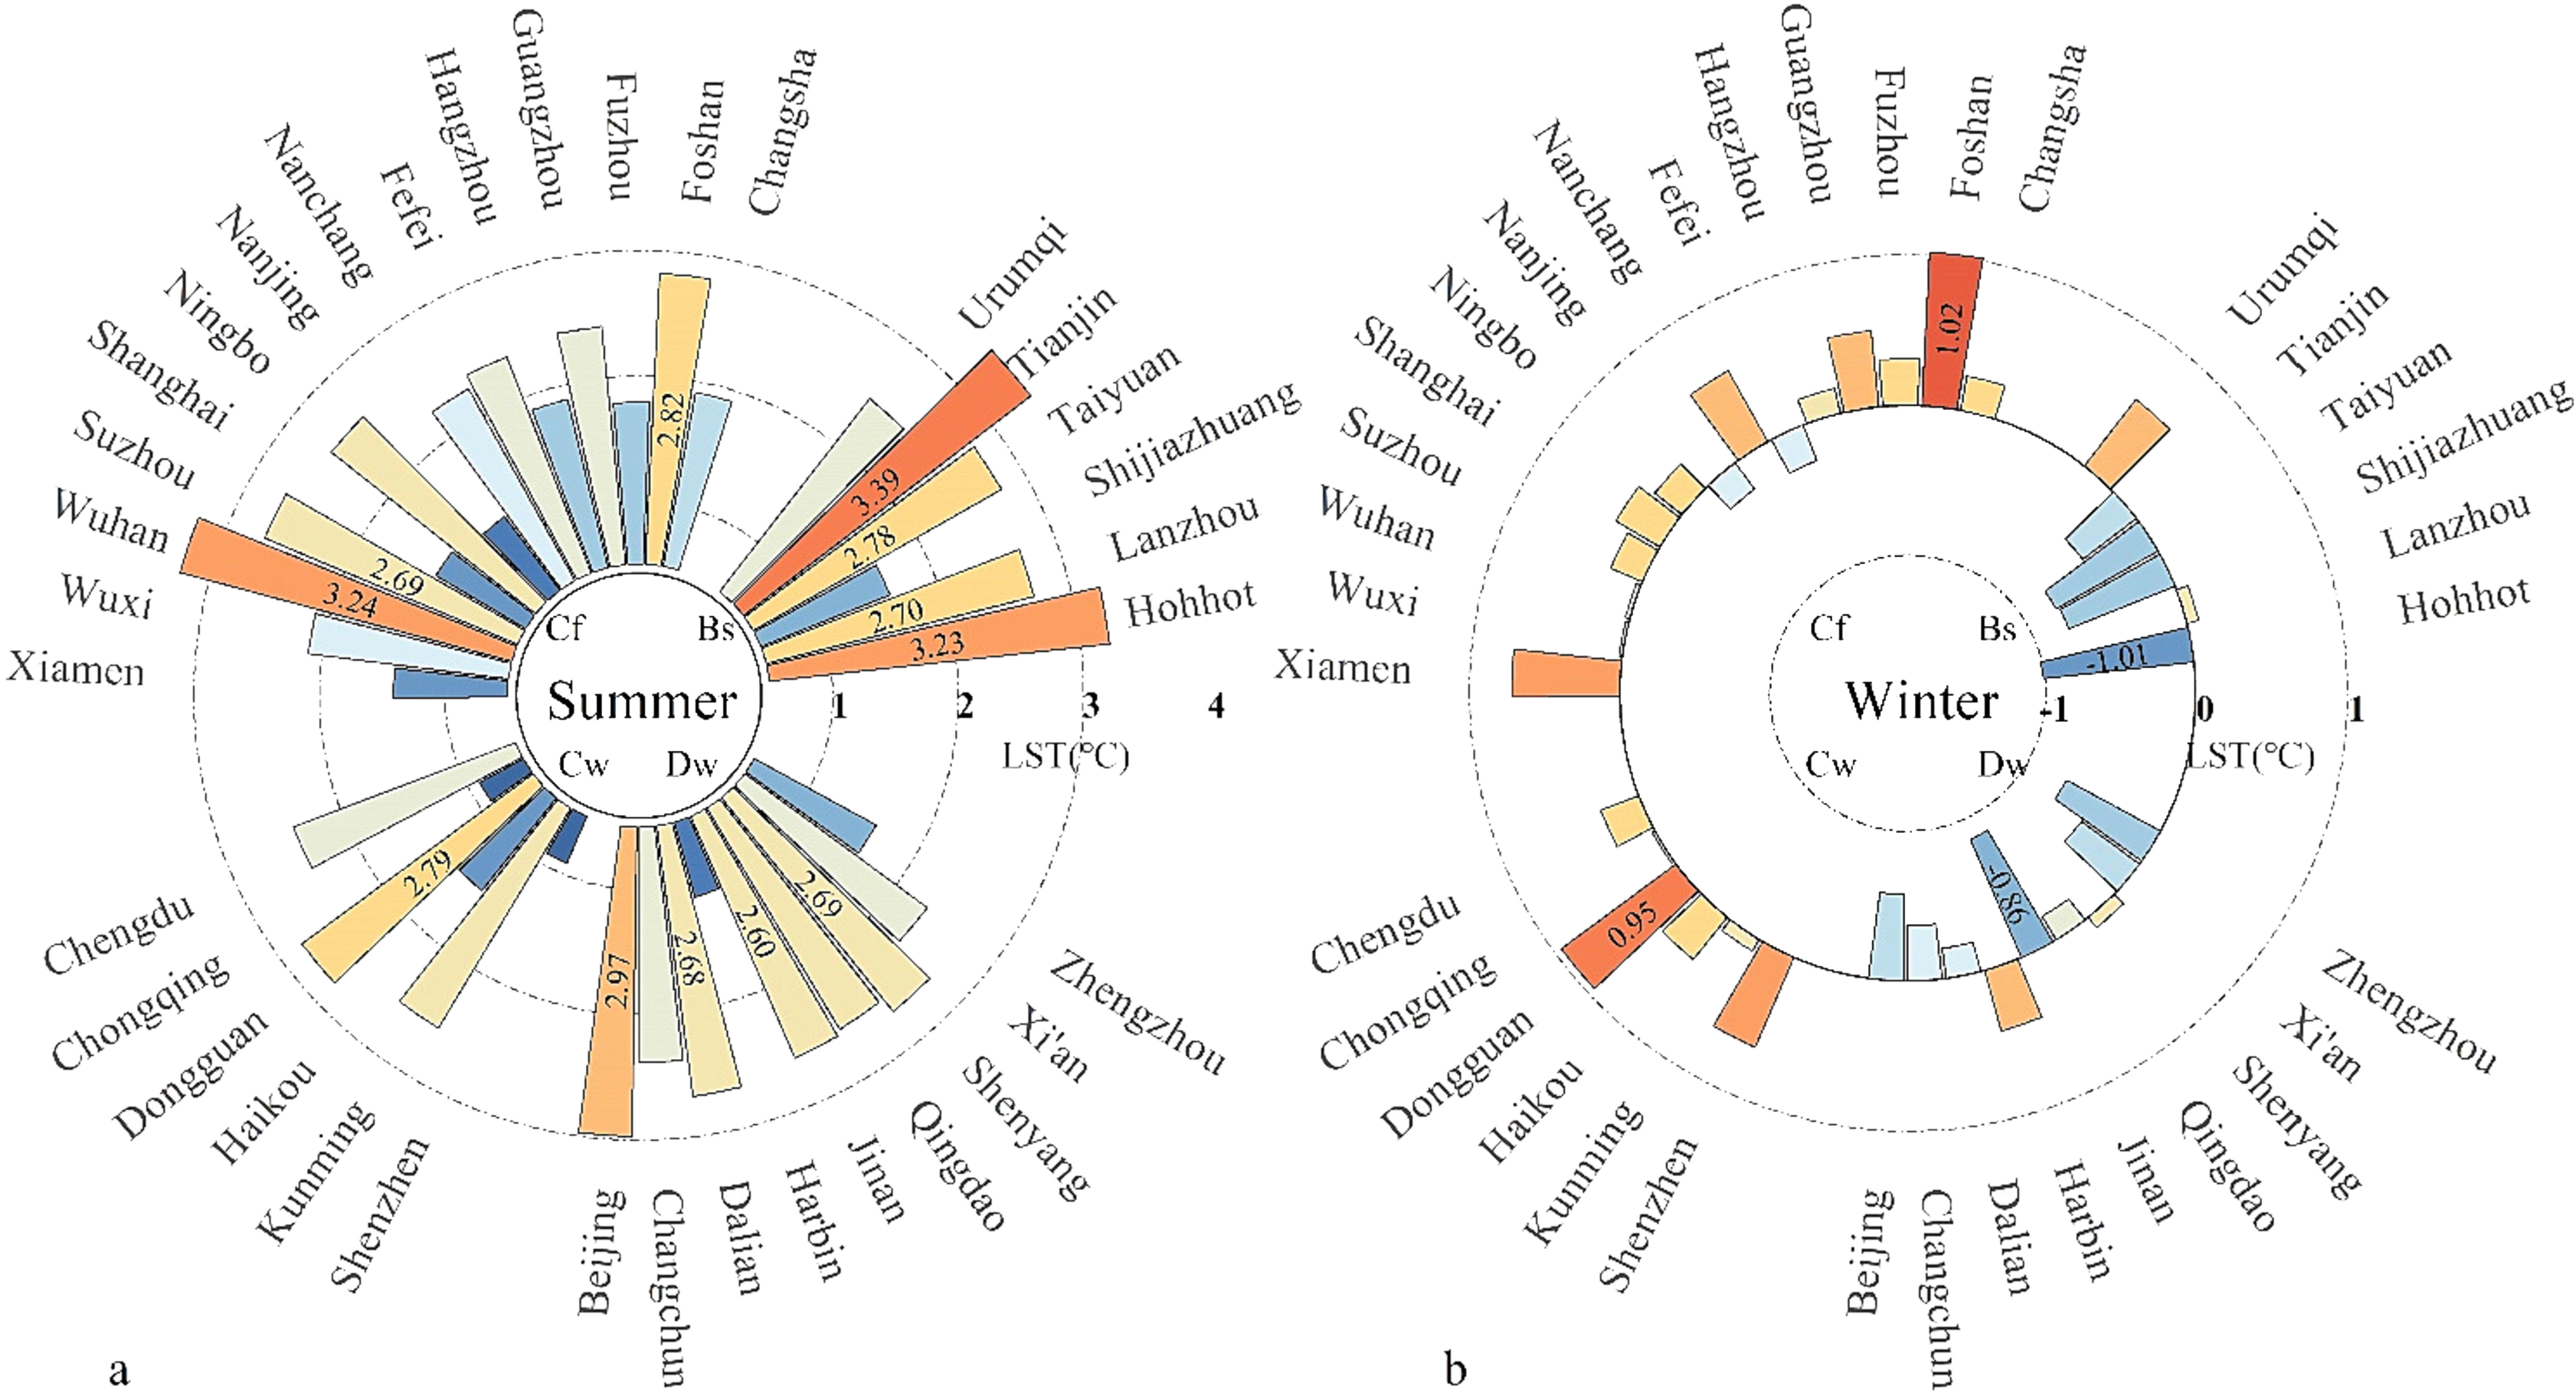 Xiamen
Wuxi
Wuhan
Suzhou
Shanghai
Ningbo
Nanjing
Nanchang
Fefei
Hangzhou
Guangzhou
Fuzhou
Foshan
Changsha
Urumqi
Tianjin
Taiyuan
Shijiazhuang
Lanzhou
Hohhot
2.82
3.39
2.78
2.70
3.23
2.69
3.24
Cf
Bs
Summer
Cw
Dw
1
2
3
4
LST(°C)
2.79
2.97
2.68
2.60
2.69
Chengdu
Chongqing
Dongguan
Haikou
Kunming
Shenzhen
Beijing
Changchun
Dalian
Harbin
Jinan
Qingdao
Shenyang
Xi'an
Zhengzhou
a
Xiamen
Wuxi
Wuhan
Suzhou
Shanghai
Ningbo
Nanjing
Nanchang
Fefei
Hangzhou
Guangzhou
Fuzhou
Foshan
Changsha
Urumqi
Tianjin
Taiyuan
Shijiazhuang
Lanzhou
Hohhot
1.02
-1.01
Cf
Bs
Winter
Cw
Dw
-1
0
1
LST(°C)
0.95
-0.86
Chengdu
Chongqing
Dongguan
Haikou
Kunming
Shenzhen
Beijing
Changchun
Dalian
Harbin
Jinan
Qingdao
Shenyang
Xi'an
Zhengzhou
b